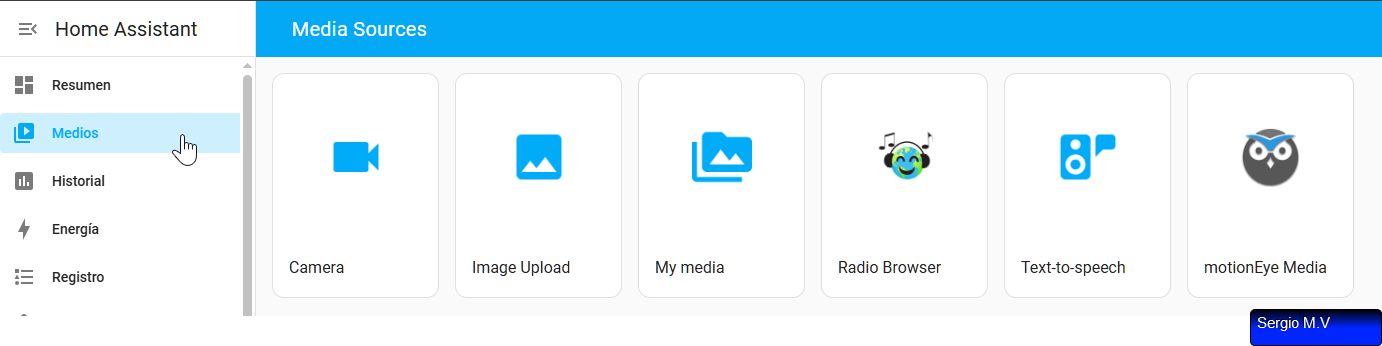 Home Assistant
Media Sources
Resumen
Medios
Historial
Energía
Registro
Camera
Image Upload
My media
Radio Browser
Text-to-speech
motionEye Media
Sergio M.V